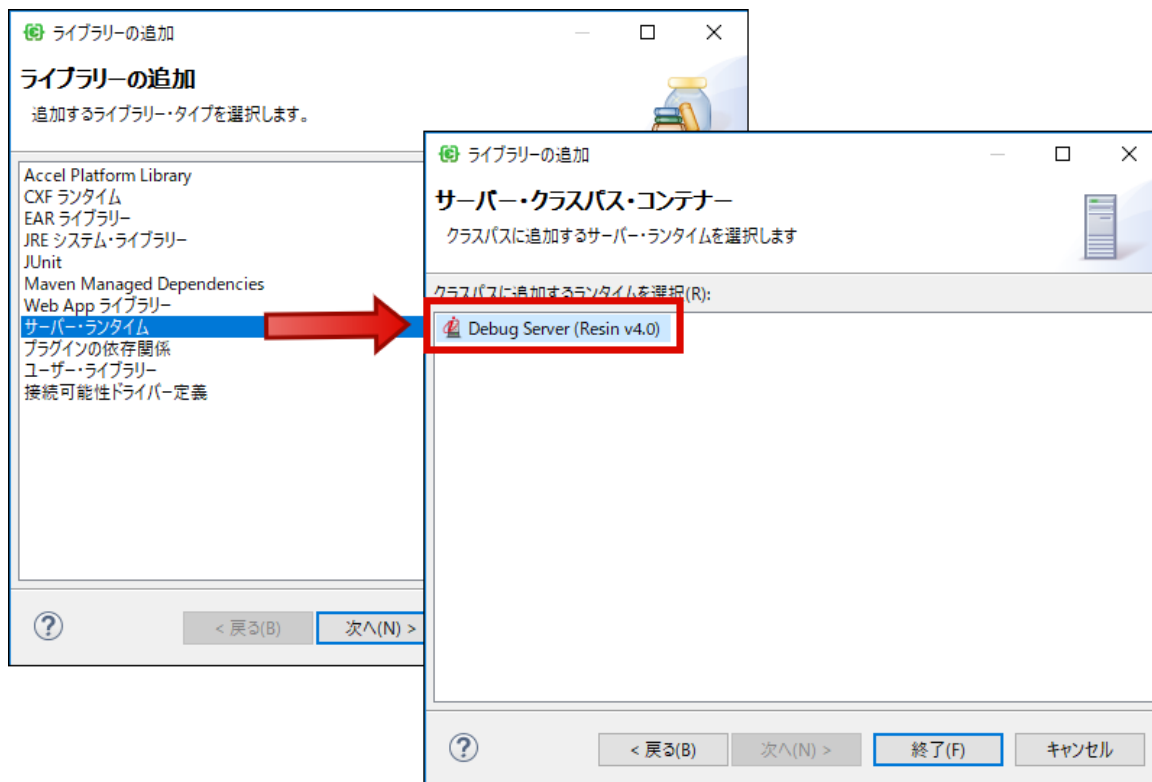 ライブラリーの追加
ライブラリーの追加
追加するライブラリー・タイプを選択します。
Accel Platform Library
CXF ランタイム
EAR ライブラリー
JRE システム・ライブラリー
JUnit
Maven Managed Dependencies
Web App ライブラリー
サーバー・ランタイム
プラグインの依存関係
ユーザー・ライブラリー
接続可能性ドライバー定義
< 戻る(B)
次へ(N) >
ライブラリーの追加
サーバー・クラスパス・コンテナー
クラスパスに追加するサーバー・ランタイムを選択します
クラスパスに追加するランタイムを選択(R):
Debug Server (Resin v4.0)
< 戻る(B)
次へ(N) >
終了(F)
キャンセル